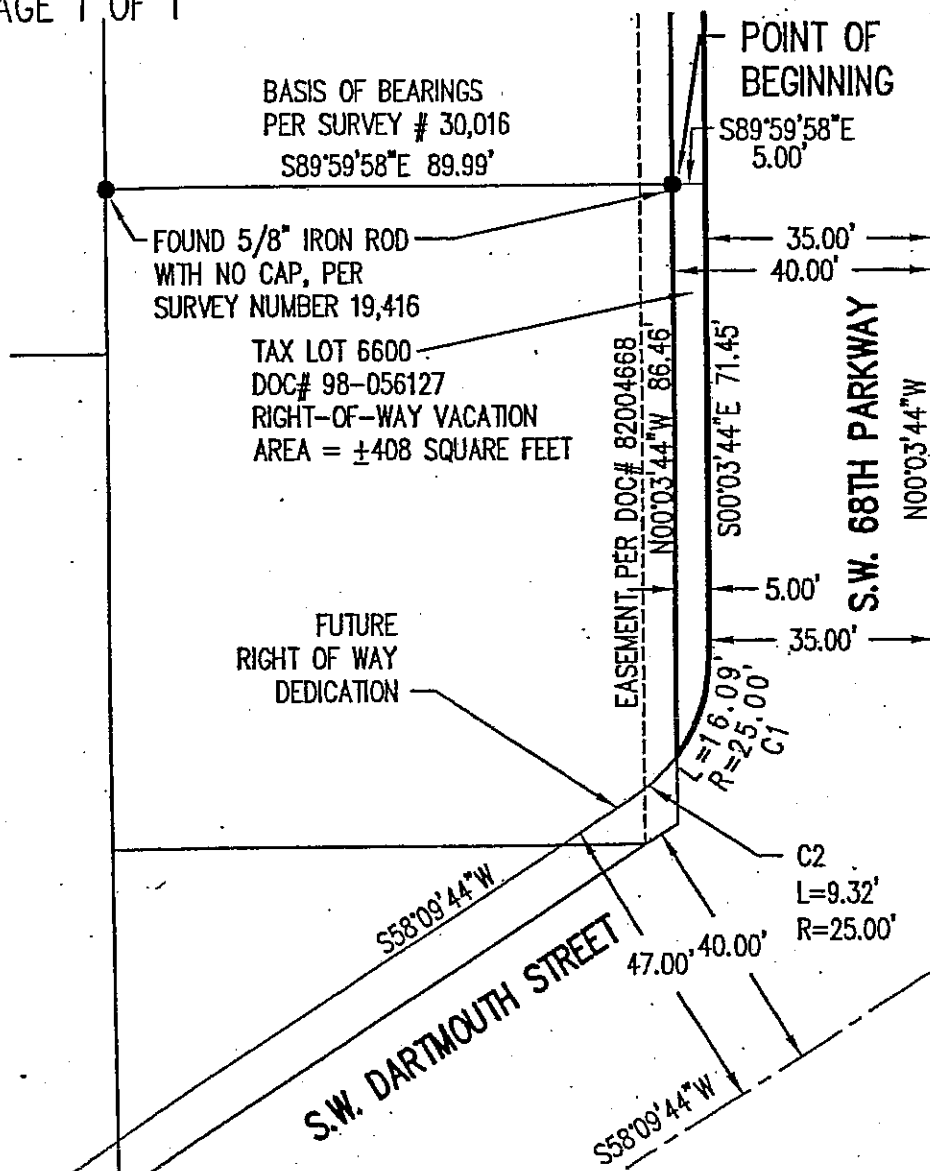 AGE 1 OF 1
BASIS OF BEARINGS
PER SURVEY # 30,016
S89°59'58"E 89.99'
POINT OF
BEGINNING
S89°59'58"E
5.00'
FOUND 5/8" IRON ROD
WITH NO CAP, PER
SURVEY NUMBER 19,416
35.00'
40.00'
TAX LOT 6600
DOC# 98-056127
RIGHT-OF-WAY VACATION
AREA = ±408 SQUARE FEET
EASEMENT PER DOC# 82004668
N00°03'44"W 86.46'
S00°03'44"E 71.45'
S.W. 68TH PARKWAY
N00°03'44"W
5.00'
35.00'
FUTURE
RIGHT OF WAY
DEDICATION
L=16.09'
R=25.00'
C1
C2
L=9.32'
R=25.00'
S58°09'44"W
47.00'
40.00'
S.W. DARTMOUTH STREET
S58°09'44"W